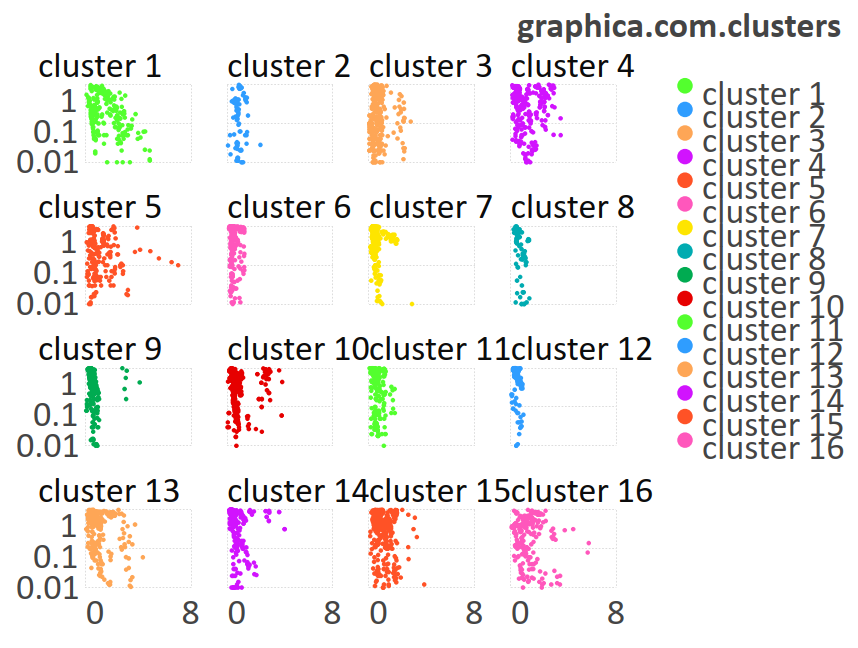 graphica.com.clusters
cluster 1 cluster 2 cluster 3 cluster 4
1
0.1
0.01
cluster 5 cluster 6 cluster 7 cluster 8
1
0.1
0.01
cluster 9 cluster 10 cluster 11 cluster 12
1
0.1
0.01
cluster 13 cluster 14 cluster 15 cluster 16
1
0.1
0.01
0 8 0 8 0 8 0 8
cluster 1
cluster 2
cluster 3
cluster 4
cluster 5
cluster 6
cluster 7
cluster 8
cluster 9
cluster 10
cluster 11
cluster 12
cluster 13
cluster 14
cluster 15
cluster 16